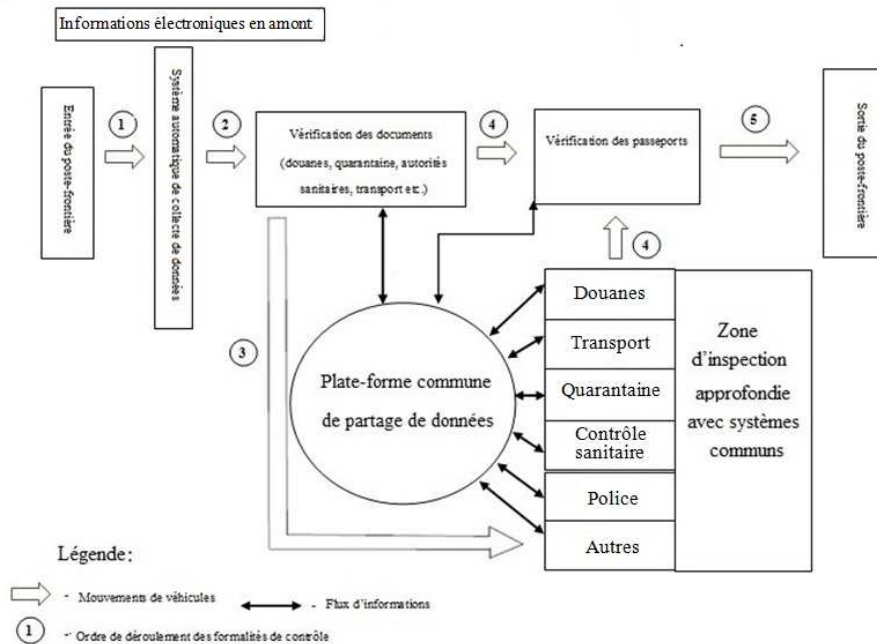 Informations électroniques en amont
Entrée du poste-frontière
1
Système automatique de collecte de
données
2
Vérification des documents
(douanes, quarantaine, autorités
sanitaires, transport etc.)
4
Vérification des passeports
5
Sortie du poste-frontière
3
4
Plate-forme commune
de partage de données
Douanes
Transport
Quarantaine
Contrôle
sanitaire
Police
Autres
Zone
d'inspection
approfondie
avec systèmes
communs
Légende:
- Mouvements de véhicules
- Flux d'informations
1 - Ordre de déroulement des formalités de contrôle